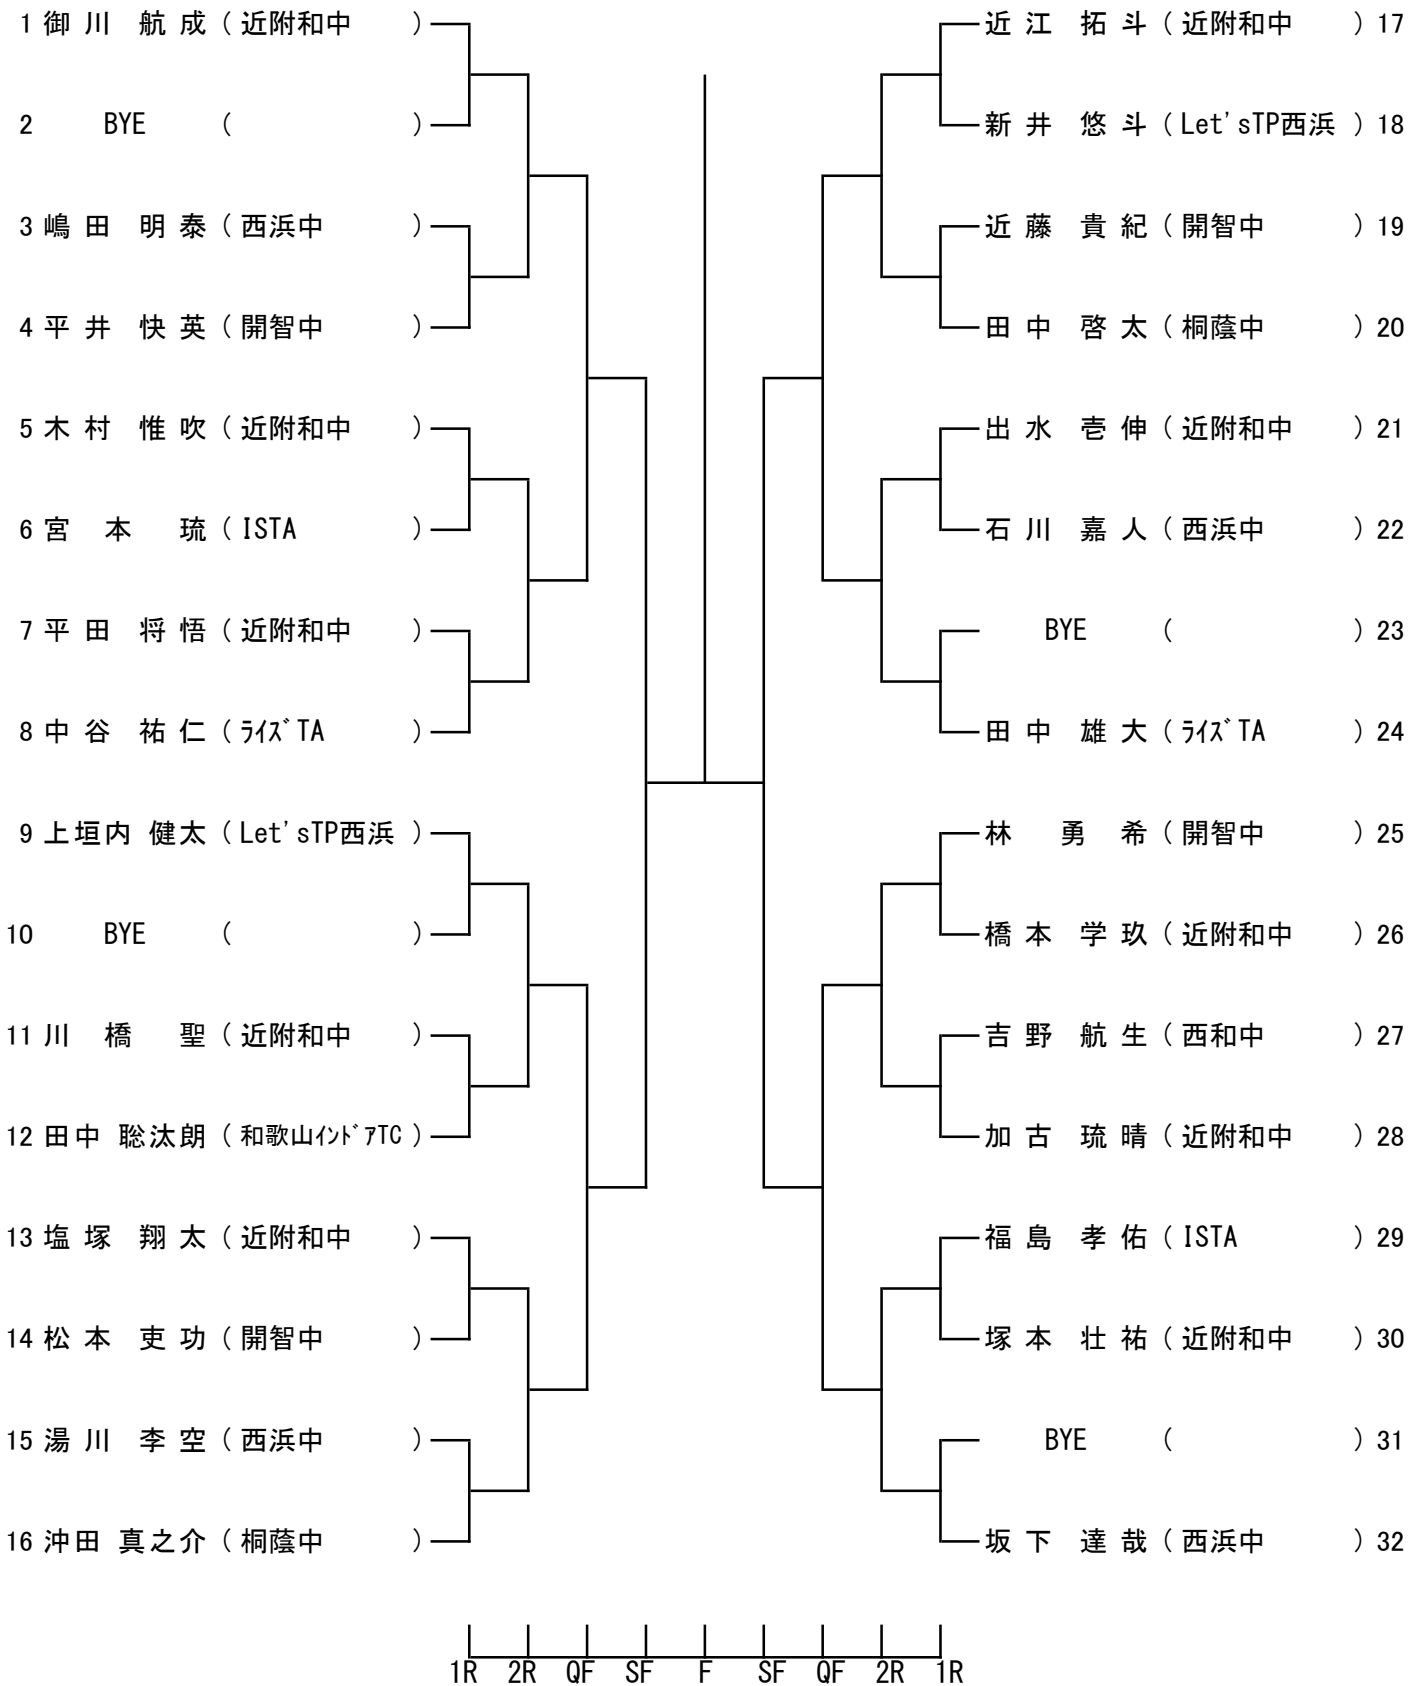 1 御川 航成 ( 近附和中 ) 近江 拓斗 ( 近附和中 ) 17
2 BYE ( ) 新井 悠斗 ( Let'sTP西浜 ) 18
3 嶋田 明泰 ( 西浜中 ) 近藤 貴紀 ( 開智中 ) 19
4 平井 快英 ( 開智中 ) 田中 啓太 ( 桐蔭中 ) 20
5 木村 惟吹 ( 近附和中 ) 出水 壱伸 ( 近附和中 ) 21
6 宮本 琉 ( ISTA ) 石川 嘉人 ( 西浜中 ) 22
7 平田 将悟 ( 近附和中 ) BYE ( ) 23
8 中谷 祐仁 ( ﾗｲｽﾞTA ) 田中 雄大 ( ﾗｲｽﾞTA ) 24
9 上垣内 健太 ( Let'sTP西浜 ) 林 勇希 ( 開智中 ) 25
10 BYE ( ) 橋本 学玖 ( 近附和中 ) 26
11 川橋 聖 ( 近附和中 ) 吉野 航生 ( 西和中 ) 27
12 田中 聡汰朗 ( 和歌山ｲﾝﾄﾞｱTC ) 加古 琉晴 ( 近附和中 ) 28
13 塩塚 翔太 ( 近附和中 ) 福島 孝佑 ( ISTA ) 29
14 松本 吏功 ( 開智中 ) 塚本 壮祐 ( 近附和中 ) 30
15 湯川 李空 ( 西浜中 ) BYE ( ) 31
16 沖田 真之介 ( 桐蔭中 ) 坂下 達哉 ( 西浜中 ) 32
1R 2R QF SF F SF QF 2R 1R